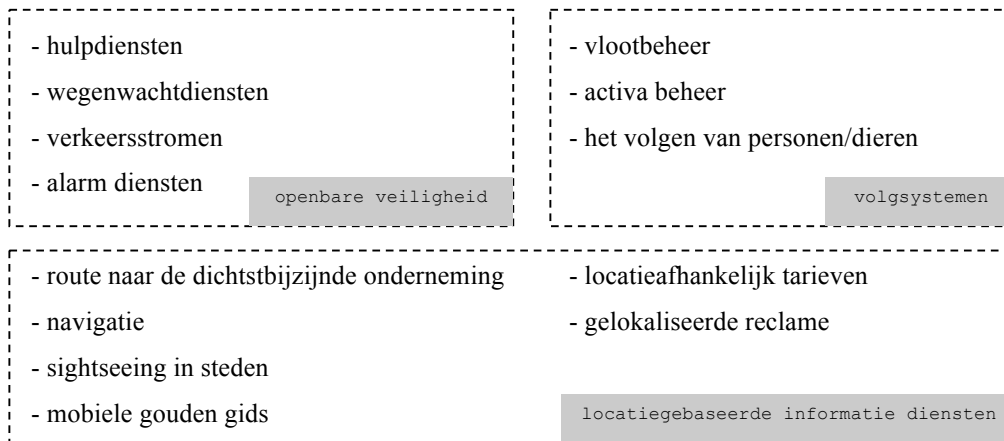 - hulpdiensten
- wegenwachtdiensten
- verkeersstromen
- alarm diensten
openbare veiligheid
- vlootbeheer
- activa beheer
- het volgen van personen/dieren
volgsystemen
- route naar de dichtstbijzijnde onderneming
- navigatie
- sightseeing in steden
- mobiele gouden gids
- locatieafhankelijk tarieven
- gelokaliseerde reclame
locatiegebaseerde informatie diensten